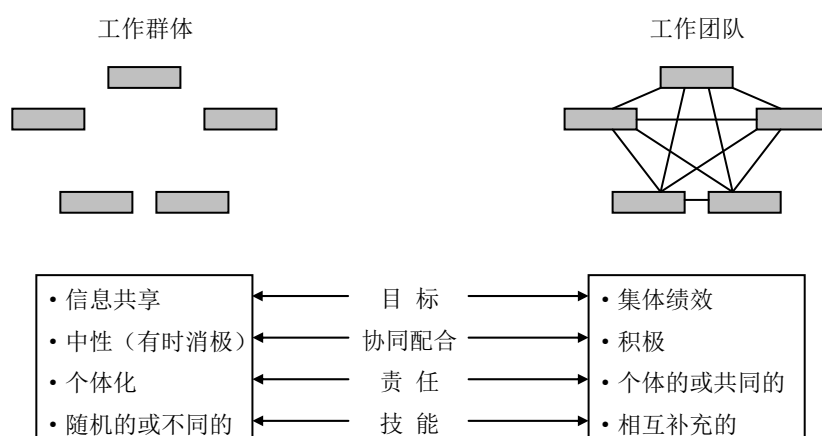 工作群体 工作团队
• 信息共享 目 标 • 集体绩效
• 中性（有时消极） 协同配合 • 积极
• 个体化 责 任 • 个体的或共同的
• 随机的或不同的 技 能 • 相互补充的